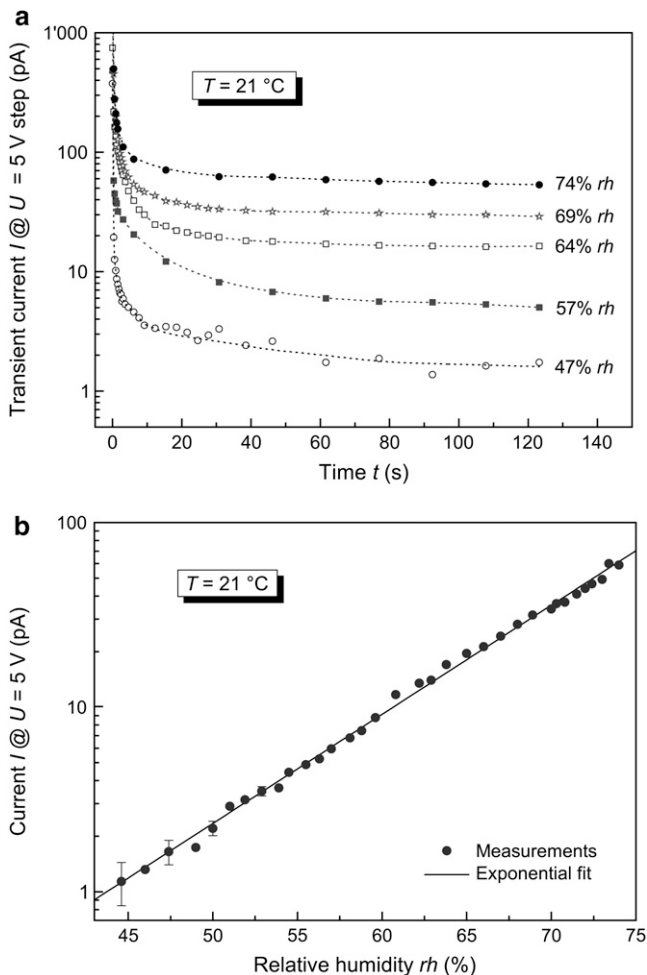 a
1'000
100
10
1
Transient current I @ U = 5 V step (pA)
T = 21 °C
74% rh
69% rh
64% rh
57% rh
47% rh
0 20 40 60 80 100 120 140
Time t (s)
b
100
10
1
Current I @ U = 5 V (pA)
T = 21 °C
Measurements
Exponential fit
45 50 55 60 65 70 75
Relative humidity rh (%)